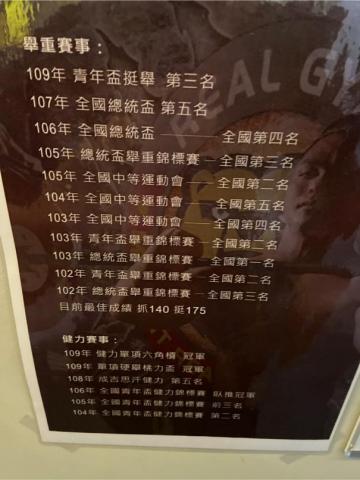 舉重賽事：
109年 青年盃挺舉 第三名
107年 全國總統盃 第五名
106年 全國總統盃 ——— 全國第四名
105年 總統盃舉重錦標賽 — 全國第三名
105年 全國中等運動會 —— 全國第二名
104年 全國中等運動會 —— 全國第五名
103年 全國中等運動會 —— 全國第四名
103年 青年盃舉重錦標賽 — 全國第二名
103年 總統盃舉重錦標賽 — 全國第一名
102年 青年盃舉重錦標賽 — 全國第二名
102年 總統盃舉重錦標賽 — 全國第三名
目前最佳成績 抓140 挺175
健力賽事：
109年 健力單項六角槓 冠軍
109年 單項硬舉桃力盃 冠軍
108年 成吉思汗健力 第五名
106年 全國青年盃健力錦標賽 臥推冠軍
105年 全國青年盃健力錦標賽 前三名
104年 全國青年盃健力錦標賽 第二名
REAL GY